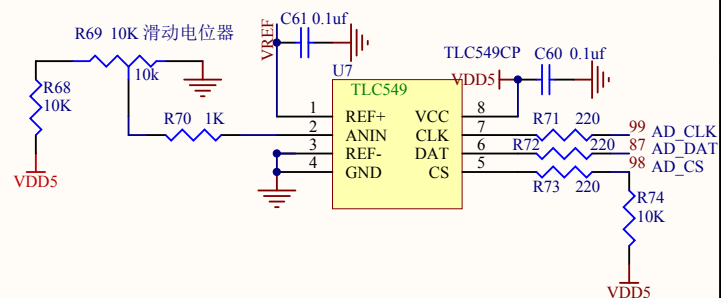 C61 0.1uf
R69 10K 滑动电位器
VREF
TLC549CP
C60 0.1uf
10k
U7
VDD5
R68
10K
TLC549
R70 1K
1
REF+
VCC
8
R71 220
99
AD_CLK
2
ANIN
CLK
7
R72
220
87
AD_DAT
3
REF-
DAT
6
98
AD_CS
4
GND
CS
5
R73 220
VDD5
R74
10K
VDD5